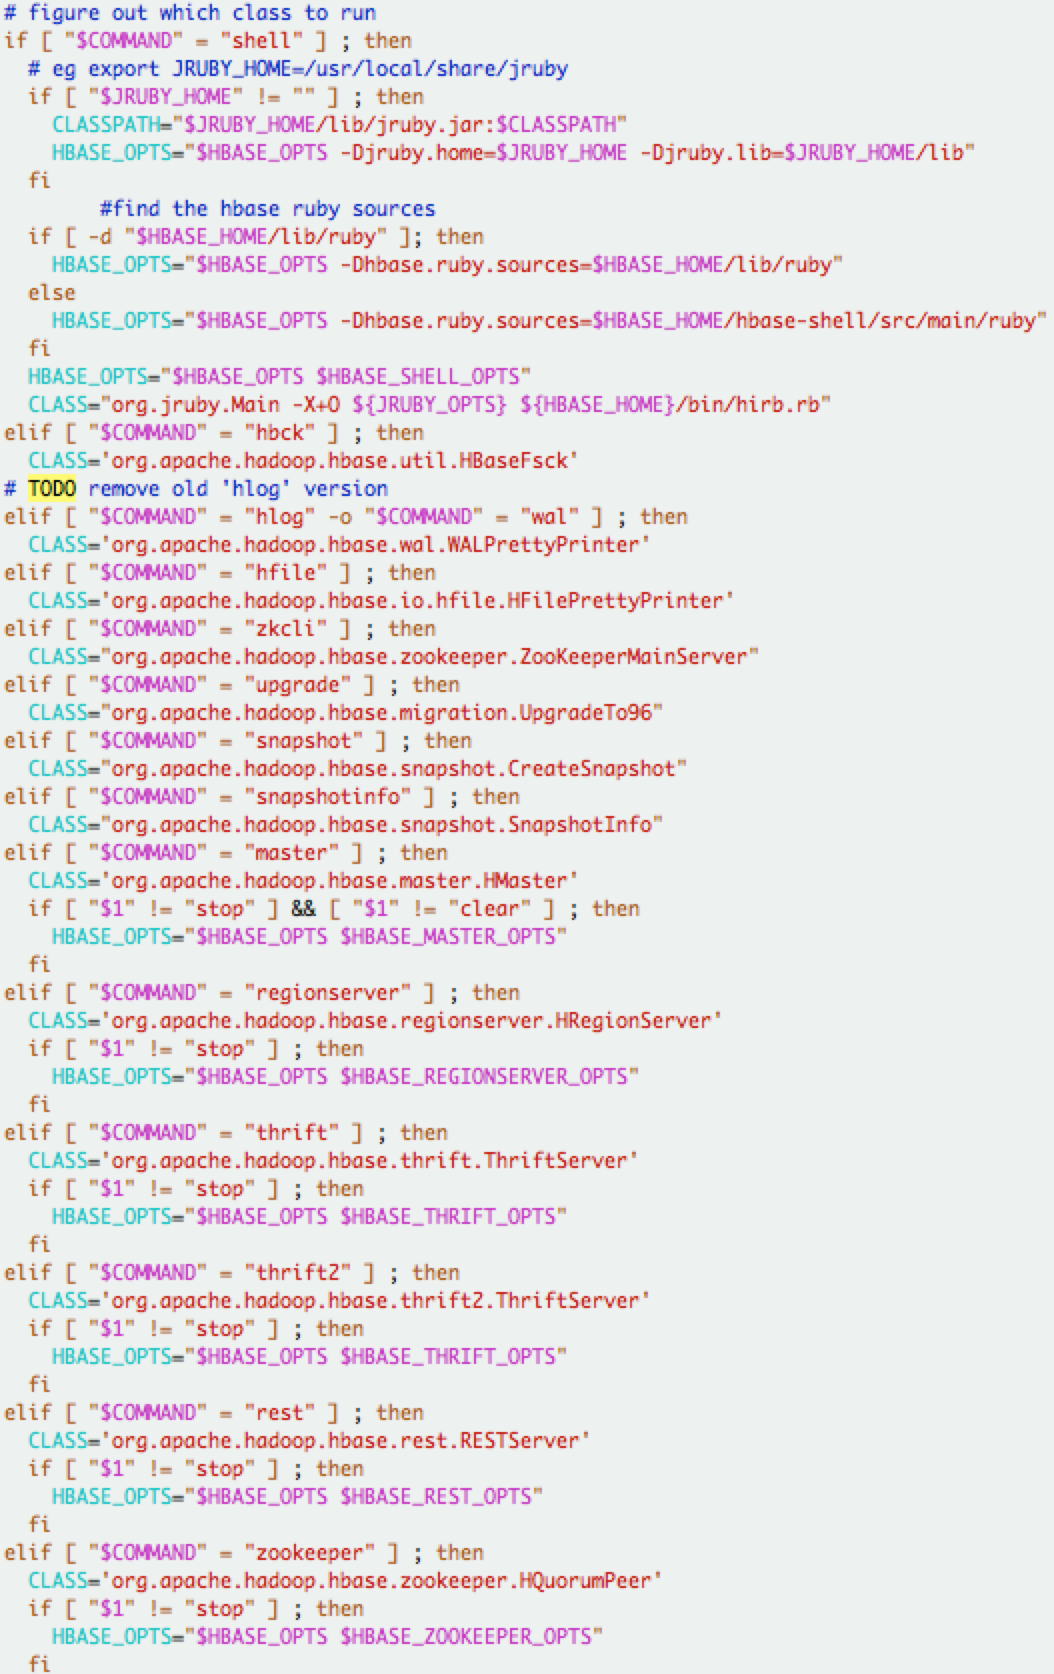 # figure out which class to run
if [ "$COMMAND" = "shell" ] ; then
  # eg export JRUBY_HOME=/usr/local/share/jruby
  if [ "$JRUBY_HOME" != "" ] ; then
    CLASSPATH="$JRUBY_HOME/lib/jruby.jar:$CLASSPATH"
    HBASE_OPTS="$HBASE_OPTS -Djruby.home=$JRUBY_HOME -Djruby.lib=$JRUBY_HOME/lib"
  fi
        #find the hbase ruby sources
  if [ -d "$HBASE_HOME/lib/ruby" ]; then
    HBASE_OPTS="$HBASE_OPTS -Dhbase.ruby.sources=$HBASE_HOME/lib/ruby"
  else
    HBASE_OPTS="$HBASE_OPTS -Dhbase.ruby.sources=$HBASE_HOME/hbase-shell/src/main/ruby"
  fi
  HBASE_OPTS="$HBASE_OPTS $HBASE_SHELL_OPTS"
  CLASS="org.jruby.Main -X+O ${JRUBY_OPTS} ${HBASE_HOME}/bin/hirb.rb"
elif [ "$COMMAND" = "hbck" ] ; then
  CLASS='org.apache.hadoop.hbase.util.HBaseFsck'
# TODO remove old 'hlog' version
elif [ "$COMMAND" = "hlog" -o "$COMMAND" = "wal" ] ; then
  CLASS='org.apache.hadoop.hbase.wal.WALPrettyPrinter'
elif [ "$COMMAND" = "hfile" ] ; then
  CLASS='org.apache.hadoop.hbase.io.hfile.HFilePrettyPrinter'
elif [ "$COMMAND" = "zkcli" ] ; then
  CLASS="org.apache.hadoop.hbase.zookeeper.ZooKeeperMainServer"
elif [ "$COMMAND" = "upgrade" ] ; then
  CLASS="org.apache.hadoop.hbase.migration.UpgradeTo96"
elif [ "$COMMAND" = "snapshot" ] ; then
  CLASS="org.apache.hadoop.hbase.snapshot.CreateSnapshot"
elif [ "$COMMAND" = "snapshotinfo" ] ; then
  CLASS="org.apache.hadoop.hbase.snapshot.SnapshotInfo"
elif [ "$COMMAND" = "master" ] ; then
  CLASS='org.apache.hadoop.hbase.master.HMaster'
  if [ "$1" != "stop" ] && [ "$1" != "clear" ] ; then
    HBASE_OPTS="$HBASE_OPTS $HBASE_MASTER_OPTS"
  fi
elif [ "$COMMAND" = "regionserver" ] ; then
  CLASS='org.apache.hadoop.hbase.regionserver.HRegionServer'
  if [ "$1" != "stop" ] ; then
    HBASE_OPTS="$HBASE_OPTS $HBASE_REGIONSERVER_OPTS"
  fi
elif [ "$COMMAND" = "thrift" ] ; then
  CLASS='org.apache.hadoop.hbase.thrift.ThriftServer'
  if [ "$1" != "stop" ] ; then
    HBASE_OPTS="$HBASE_OPTS $HBASE_THRIFT_OPTS"
  fi
elif [ "$COMMAND" = "thrift2" ] ; then
  CLASS='org.apache.hadoop.hbase.thrift2.ThriftServer'
  if [ "$1" != "stop" ] ; then
    HBASE_OPTS="$HBASE_OPTS $HBASE_THRIFT_OPTS"
  fi
elif [ "$COMMAND" = "rest" ] ; then
  CLASS='org.apache.hadoop.hbase.rest.RESTServer'
  if [ "$1" != "stop" ] ; then
    HBASE_OPTS="$HBASE_OPTS $HBASE_REST_OPTS"
  fi
elif [ "$COMMAND" = "zookeeper" ] ; then
  CLASS='org.apache.hadoop.hbase.zookeeper.HQuorumPeer'
  if [ "$1" != "stop" ] ; then
    HBASE_OPTS="$HBASE_OPTS $HBASE_ZOOKEEPER_OPTS"
  fi